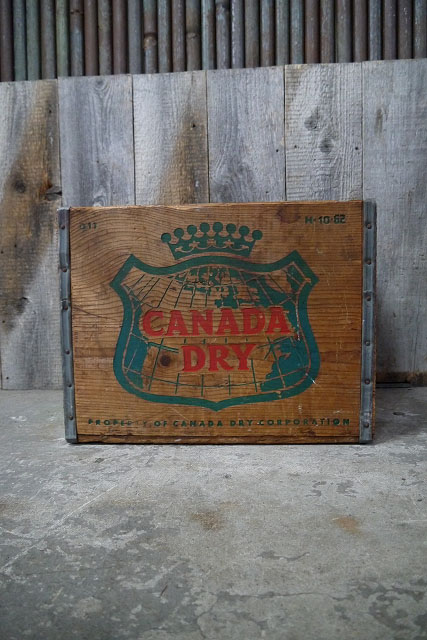 H-10-62
CANADA
DRY
PROPERTY OF CANADA DRY CORPORATION